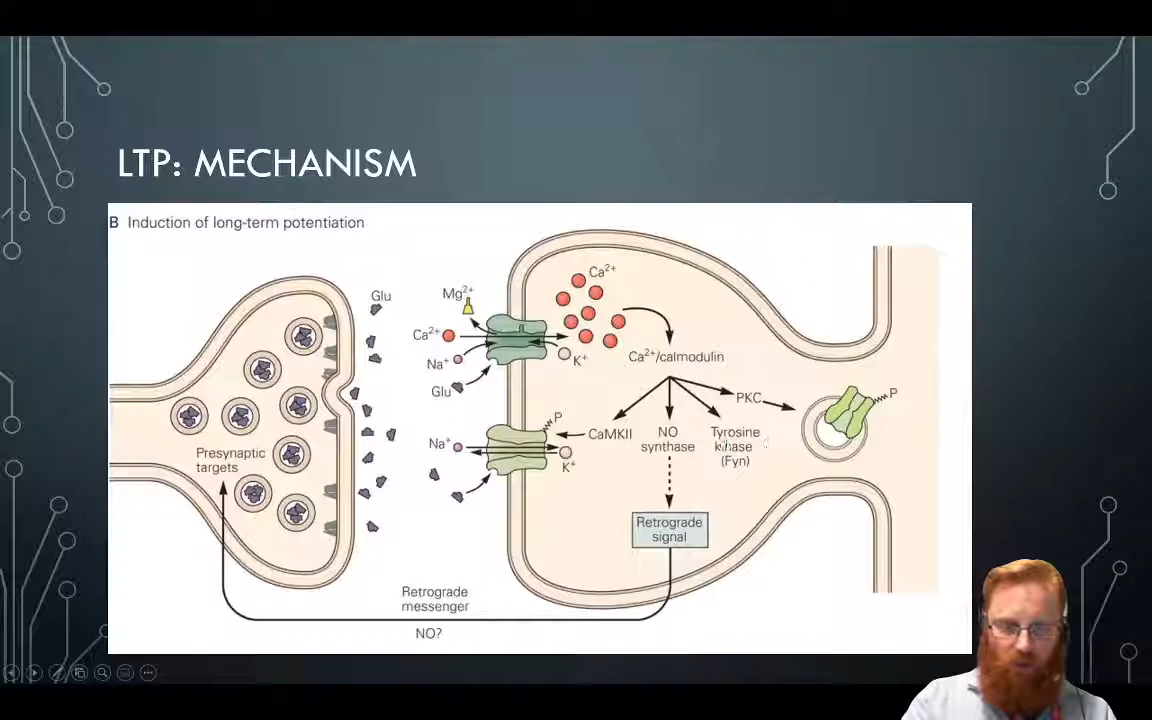 LTP: MECHANISM
B Induction of long-term potentiation
Glu
Mg2+
Ca2+
Na+
Glu
Ca2+
K+
Ca2+/calmodulin
PKC
P
P
CaMKII
NO
synthase
Tyrosine
kinase
(Fyn)
Na+
K+
Presynaptic
targets
Retrograde
signal
Retrograde
messenger
NO?